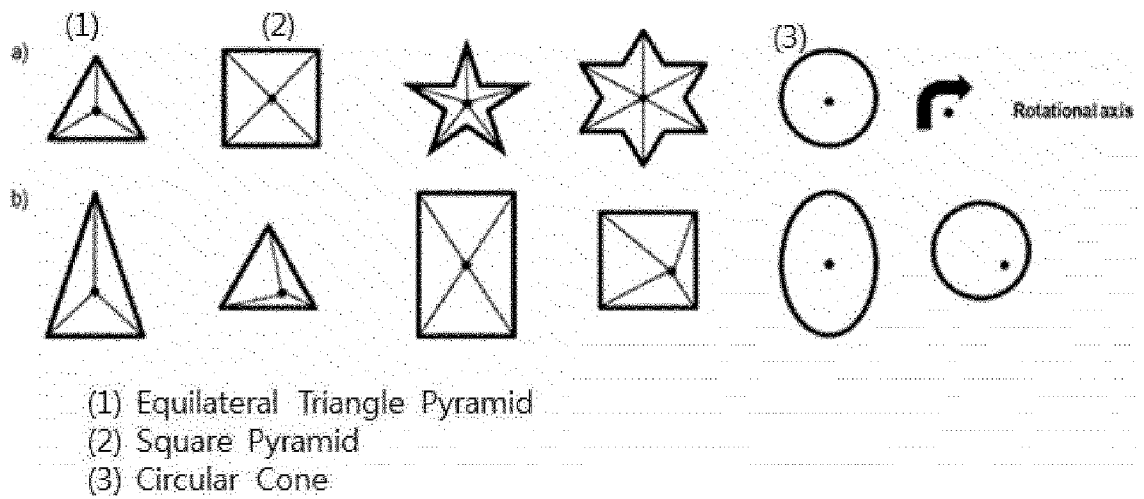 (1) (2) (3)
a)
Rotational axis
b)
(1) Equilateral Triangle Pyramid
(2) Square Pyramid
(3) Circular Cone